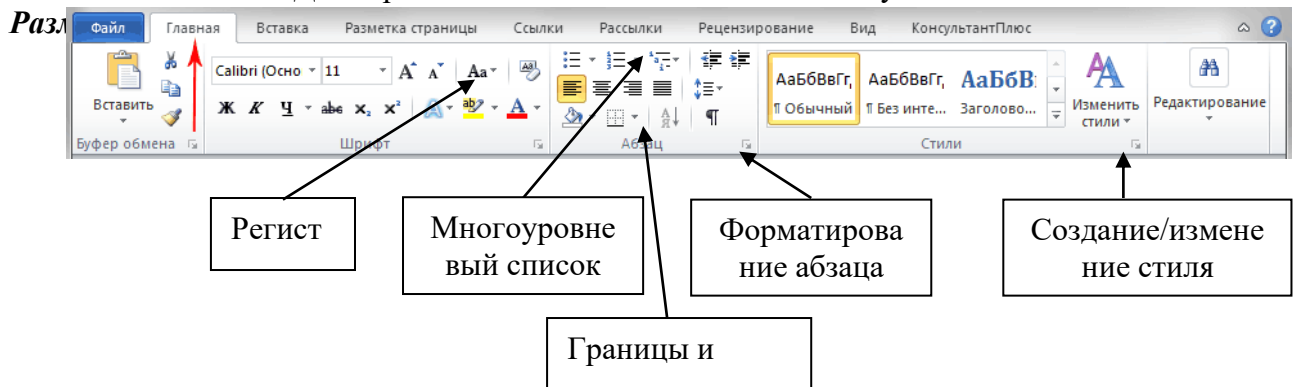 Разм
Файл Главная Вставка Разметка страницы Ссылки Рассылки Рецензирование Вид КонсультантПлюс
Calibri (Осно 11
Вставить
Ж К Ч abc x₂ x²
АаБбВвГг, АаБбВвГг, АаБбВ
¶ Обычный ¶ Без инте... Заголово...
Изменить стили
Редактирование
Буфер обмена Шрифт Абзац Стили
Регист
Многоуровне
вый список
Форматирова
ние абзаца
Создание/измене
ние стиля
Границы и